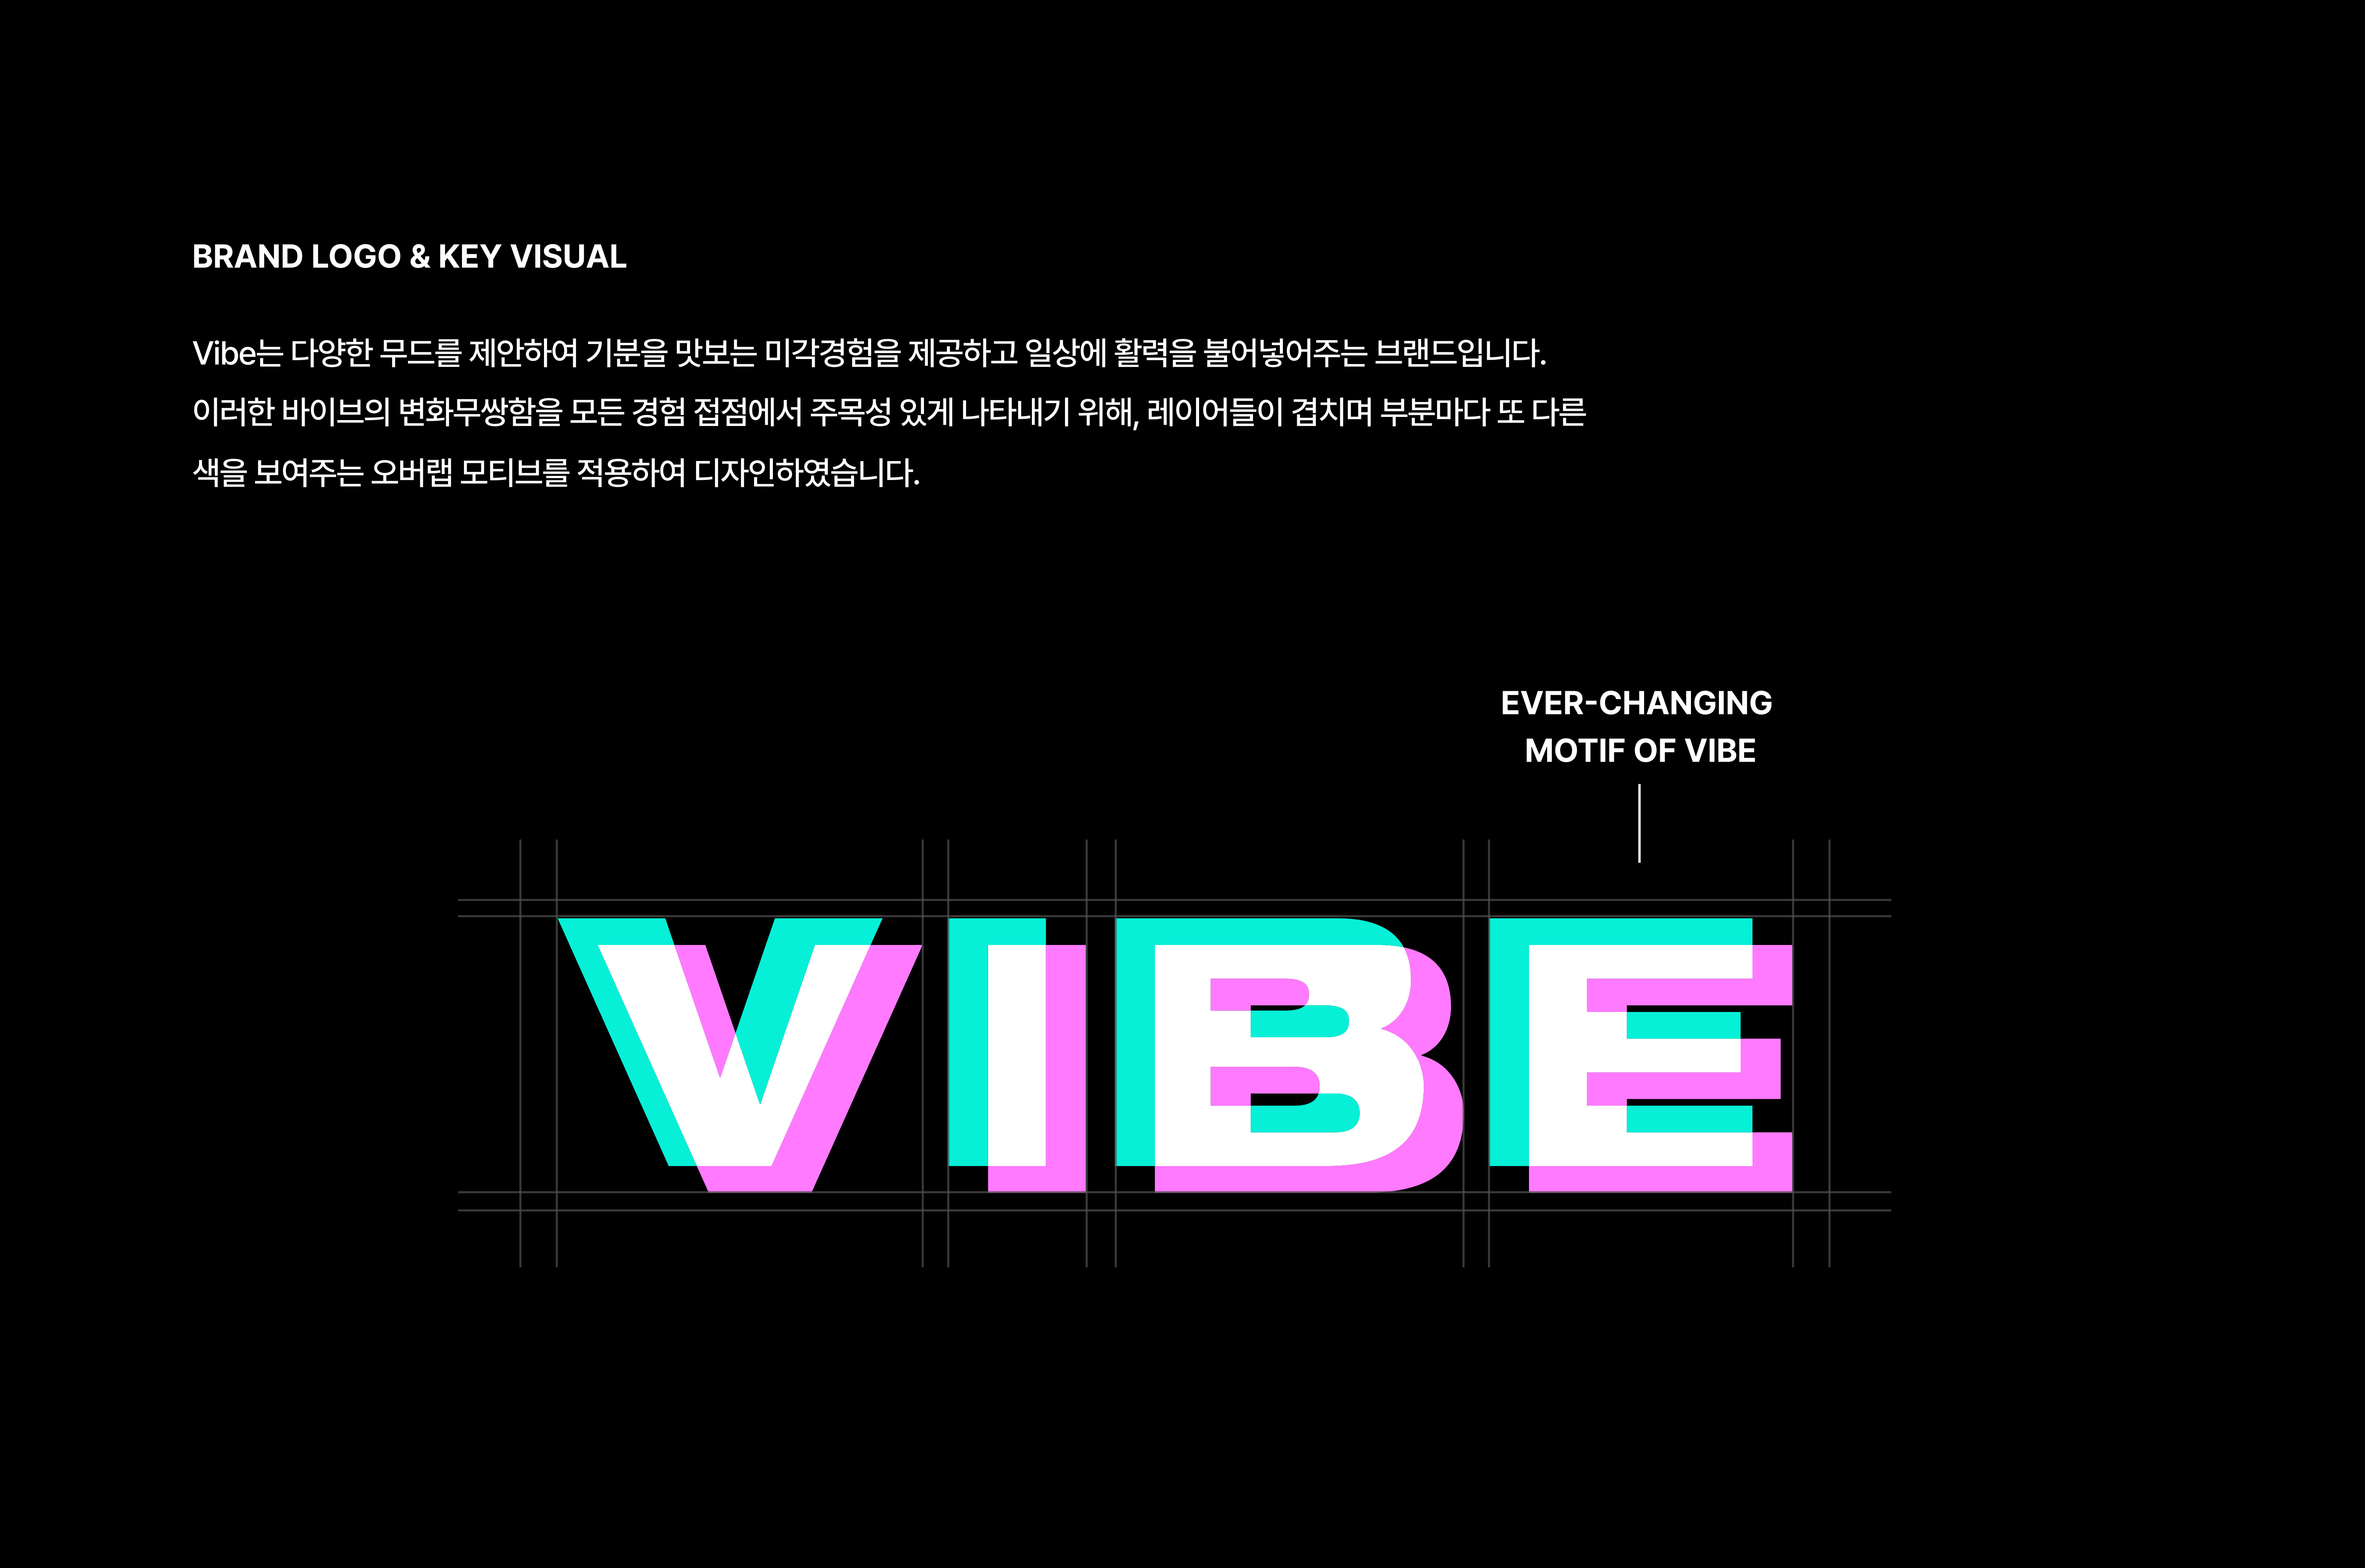 BRAND LOGO & KEY VISUAL
Vibe는 다양한 무드를 제안하여 기분을 맛보는 미각경험을 제공하고 일상에 활력을 불어넣어주는 브랜드입니다.
이러한 바이브의 변화무쌍함을 모든 경험 접점에서 주목성 있게 나타내기 위해, 레이어들이 겹치며 부분마다 또 다른
색을 보여주는 오버랩 모티브를 적용하여 디자인하였습니다.
EVER-CHANGING
MOTIF OF VIBE
VIBE